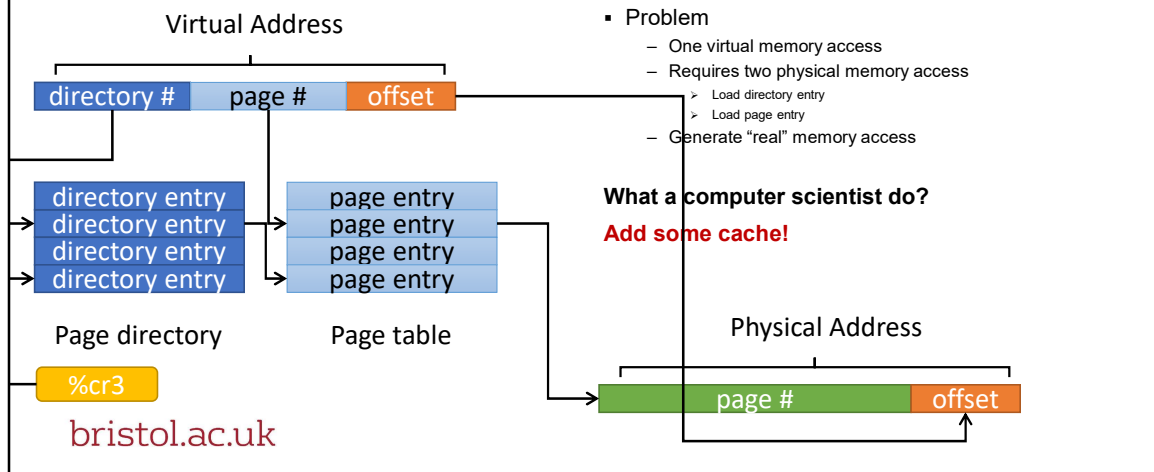 Virtual Address
directory # page # offset
directory entry
directory entry
directory entry
directory entry
Page directory
page entry
page entry
page entry
page entry
Page table
%cr3
bristol.ac.uk
▪ Problem
– One virtual memory access
– Requires two physical memory access
➢ Load directory entry
➢ Load page entry
– Generate “real” memory access
What a computer scientist do?
Add some cache!
Physical Address
page # offset